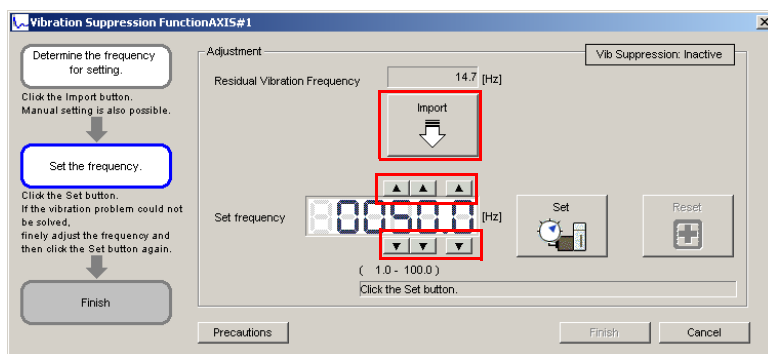 Vibration Suppression FunctionAXIS#1
Determine the frequency
for setting.
Click the Import button.
Manual setting is also possible.
Set the frequency.
Click the Set button.
If the vibration problem could not
be solved,
finely adjust the frequency and
then click the Set button again.
Finish
Adjustment
Vib Suppression: Inactive
Residual Vibration Frequency
14.7 [Hz]
Import
Set frequency
0050.0 [Hz]
Set
Reset
( 1.0 - 100.0 )
Click the Set button.
Precautions
Finish
Cancel